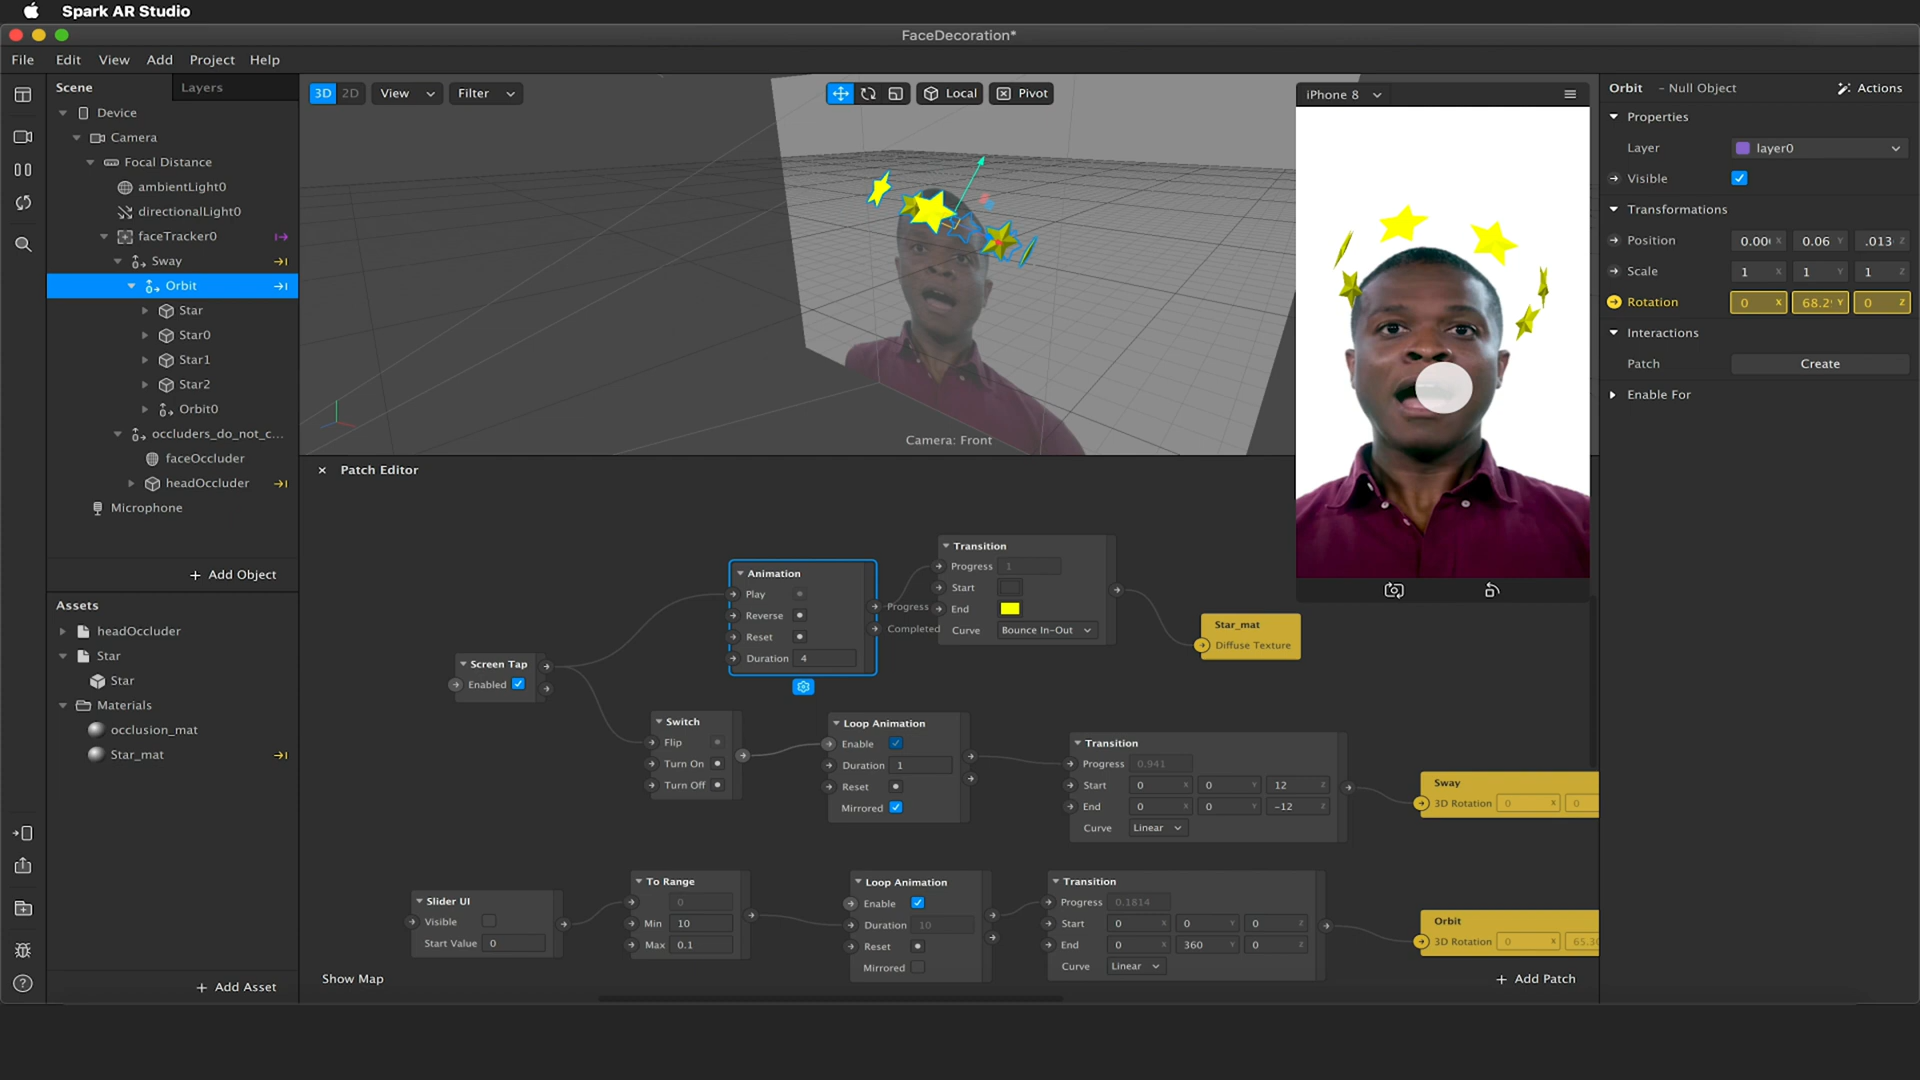 Spark AR Studio
FaceDecoration*
File Edit View Add Project Help
Scene Layers
Device
Camera
Focal Distance
ambientLight0
directionalLight0
faceTracker0
Sway
Orbit
Star
Star0
Star1
Star2
Orbit0
occluders_do_not_c...
faceOccluder
headOccluder
Microphone
+ Add Object
Assets
headOccluder
Star
Star
Materials
occlusion_mat
Star_mat
+ Add Asset
3D 2D View Filter
Local Pivot
Camera: Front
iPhone 8
× Patch Editor
Screen Tap
Enabled
Animation
Play
Reverse
Reset
Duration 4
Progress
Completed
Transition
Progress 1
Start
End
Curve Bounce In-Out
Star_mat
Diffuse Texture
Switch
Flip
Turn On
Turn Off
Loop Animation
Enable
Duration 1
Reset
Mirrored
Transition
Progress 0.941
Start 0 X 0 Y 12 Z
End 0 X 0 Y -12 Z
Curve Linear
Sway
3D Rotation 0 X 0
Slider UI
Visible
Start Value 0
To Range
0
Min 10
Max 0.1
Loop Animation
Enable
Duration 10
Reset
Mirrored
Transition
Progress 0.1814
Start 0 X 0 Y 0 Z
End 0 X 360 Y 0 Z
Curve Linear
Orbit
3D Rotation 0 X 65.3
Show Map
+ Add Patch
Orbit - Null Object Actions
Properties
Layer layer0
Visible
Transformations
Position 0.00 X 0.06 Y .013 Z
Scale 1 X 1 Y 1 Z
Rotation 0 X 68.2 Y 0 Z
Interactions
Patch Create
Enable For